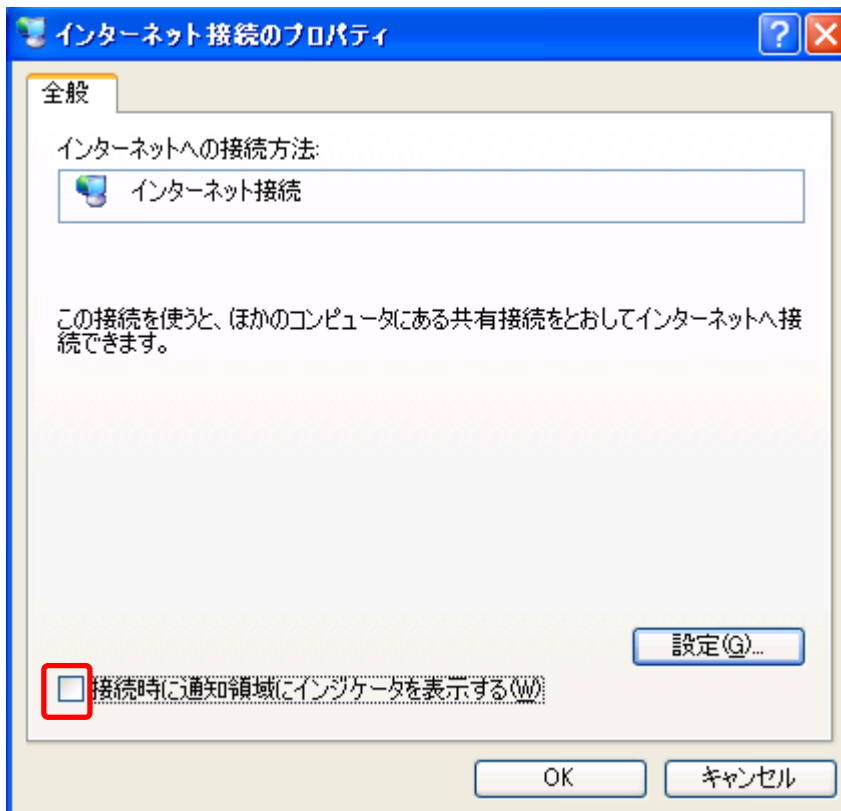 インターネット接続のプロパティ
全般
インターネットへの接続方法:
インターネット接続
この接続を使うと、ほかのコンピュータにある共有接続をとおしてインターネットへ接
続できます。
設定(G)...
接続時に通知領域にインジケータを表示する(W)
OK キャンセル